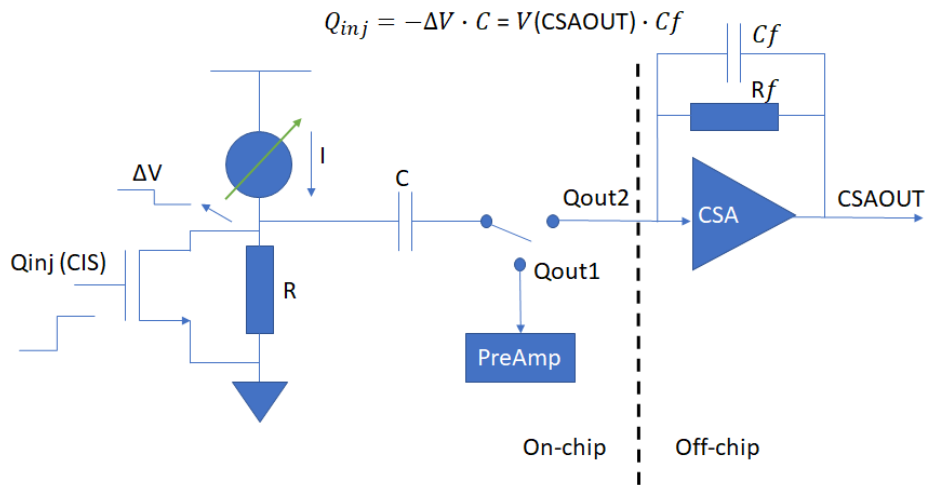 Qinj = −ΔV · C = V(CSAOUT) · Cf
Cf
Rf
I
ΔV
C
Qout2
CSA
CSAOUT
Qinj (CIS)
R
Qout1
PreAmp
On-chip
Off-chip